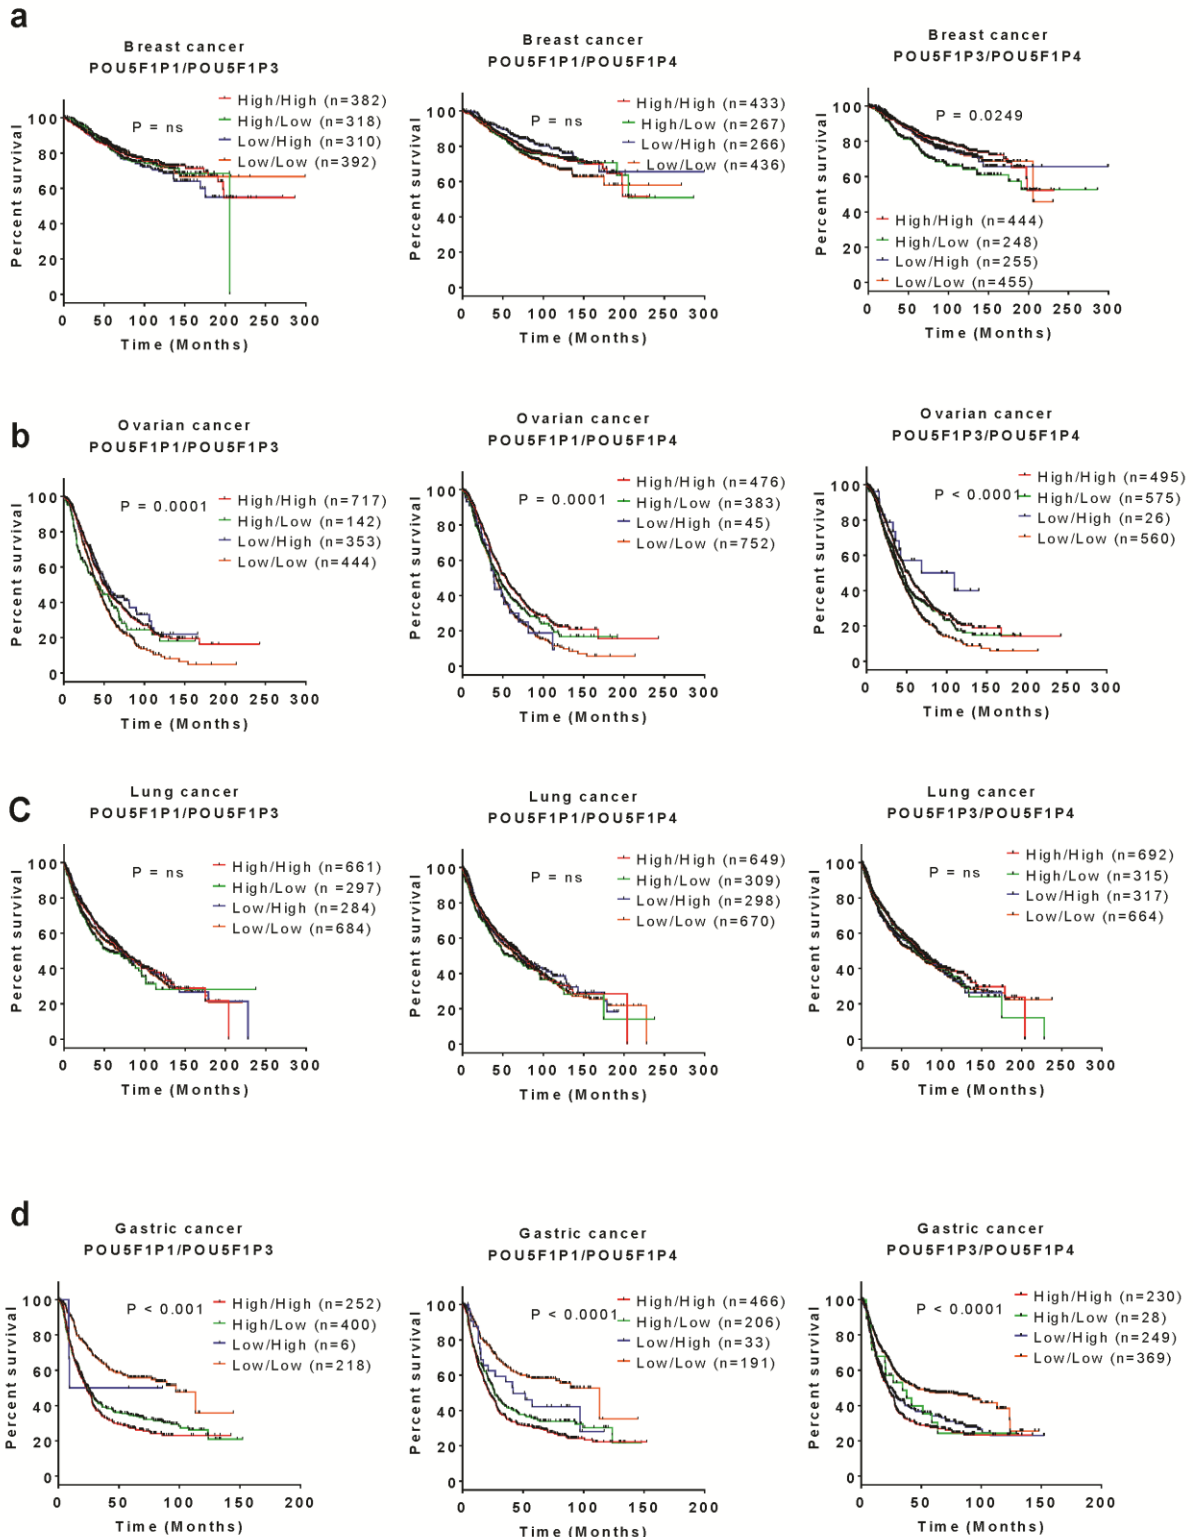 a
Breast cancer
POU5F1P1/POU5F1P3
P = ns
High/High (n=382)
High/Low (n=318)
Low/High (n=310)
Low/Low (n=392)
Percent survival
100
80
60
40
20
0
0 50 100 150 200 250 300
Time (Months)
Breast cancer
POU5F1P1/POU5F1P4
P = ns
High/High (n=433)
High/Low (n=267)
Low/High (n=266)
Low/Low (n=436)
Percent survival
100
80
60
40
20
0
0 50 100 150 200 250 300
Time (Months)
Breast cancer
POU5F1P3/POU5F1P4
P = 0.0249
High/High (n=444)
High/Low (n=248)
Low/High (n=255)
Low/Low (n=455)
Percent survival
100
80
60
40
20
0
0 50 100 150 200 250 300
Time (Months)
b
Ovarian cancer
POU5F1P1/POU5F1P3
P = 0.0001
High/High (n=717)
High/Low (n=142)
Low/High (n=353)
Low/Low (n=444)
Percent survival
100
80
60
40
20
0
0 50 100 150 200 250 300
Time (Months)
Ovarian cancer
POU5F1P1/POU5F1P4
P = 0.0001
High/High (n=476)
High/Low (n=383)
Low/High (n=45)
Low/Low (n=752)
Percent survival
100
80
60
40
20
0
0 50 100 150 200 250 300
Time (Months)
Ovarian cancer
POU5F1P3/POU5F1P4
P < 0.0001
High/High (n=495)
High/Low (n=575)
Low/High (n=26)
Low/Low (n=560)
Percent survival
100
80
60
40
20
0
0 50 100 150 200 250 300
Time (Months)
C
Lung cancer
POU5F1P1/POU5F1P3
P = ns
High/High (n=661)
High/Low (n=297)
Low/High (n=284)
Low/Low (n=684)
Percent survival
100
80
60
40
20
0
0 50 100 150 200 250 300
Time (Months)
Lung cancer
POU5F1P1/POU5F1P4
P = ns
High/High (n=649)
High/Low (n=309)
Low/High (n=298)
Low/Low (n=670)
Percent survival
100
80
60
40
20
0
0 50 100 150 200 250 300
Time (Months)
Lung cancer
POU5F1P3/POU5F1P4
P = ns
High/High (n=692)
High/Low (n=315)
Low/High (n=317)
Low/Low (n=664)
Percent survival
100
80
60
40
20
0
0 50 100 150 200 250 300
Time (Months)
d
Gastric cancer
POU5F1P1/POU5F1P3
P < 0.001
High/High (n=252)
High/Low (n=400)
Low/High (n=6)
Low/Low (n=218)
Percent survival
100
80
60
40
20
0
0 50 100 150 200
Time (Months)
Gastric cancer
POU5F1P1/POU5F1P4
P < 0.0001
High/High (n=466)
High/Low (n=206)
Low/High (n=33)
Low/Low (n=191)
Percent survival
100
80
60
40
20
0
0 50 100 150 200
Time (Months)
Gastric cancer
POU5F1P3/POU5F1P4
P < 0.0001
High/High (n=230)
High/Low (n=28)
Low/High (n=249)
Low/Low (n=369)
Percent survival
100
80
60
40
20
0
0 50 100 150 200
Time (Months)